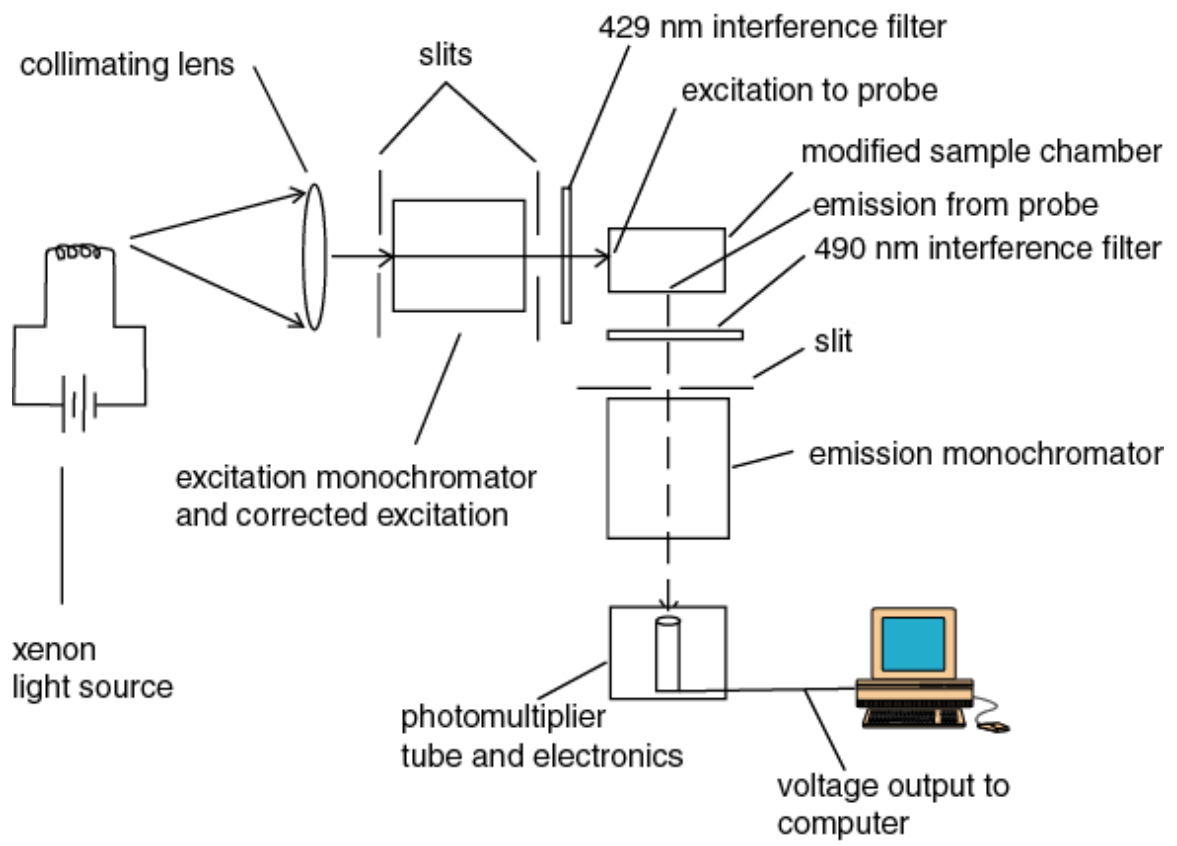 429 nm interference filter
slits
collimating lens
excitation to probe
modified sample chamber
emission from probe
490 nm interference filter
slit
emission monochromator
excitation monochromator
and corrected excitation
xenon
light source
photomultiplier
tube and electronics
voltage output to
computer